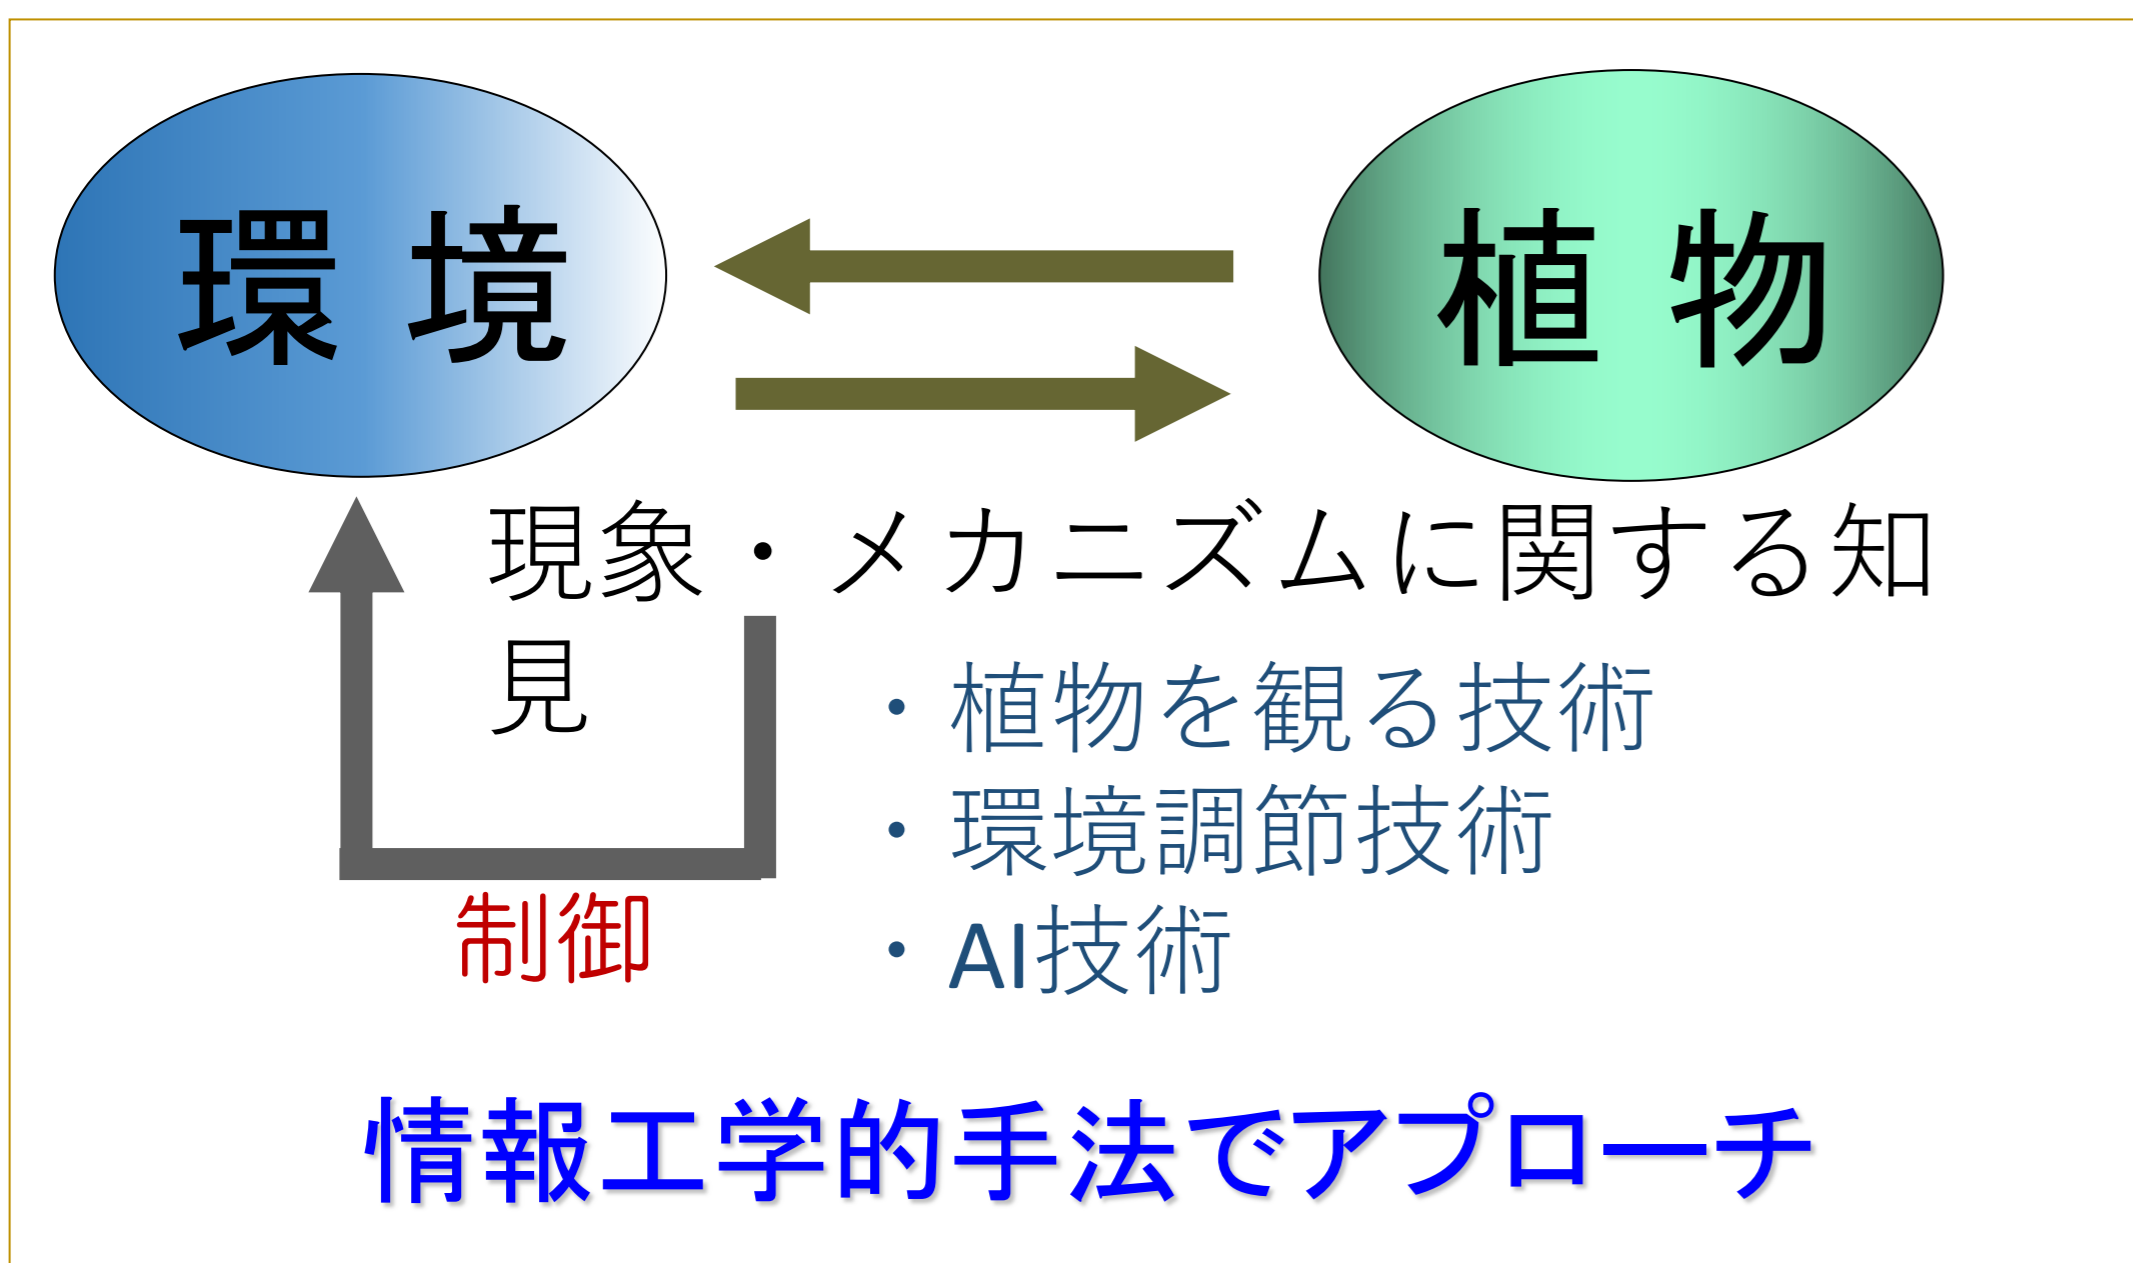 環 境
植 物
現象・メカニズムに関する知
見
・植物を観る技術
・環境調節技術
・AI技術
制御
情報工学的手法でアプローチ